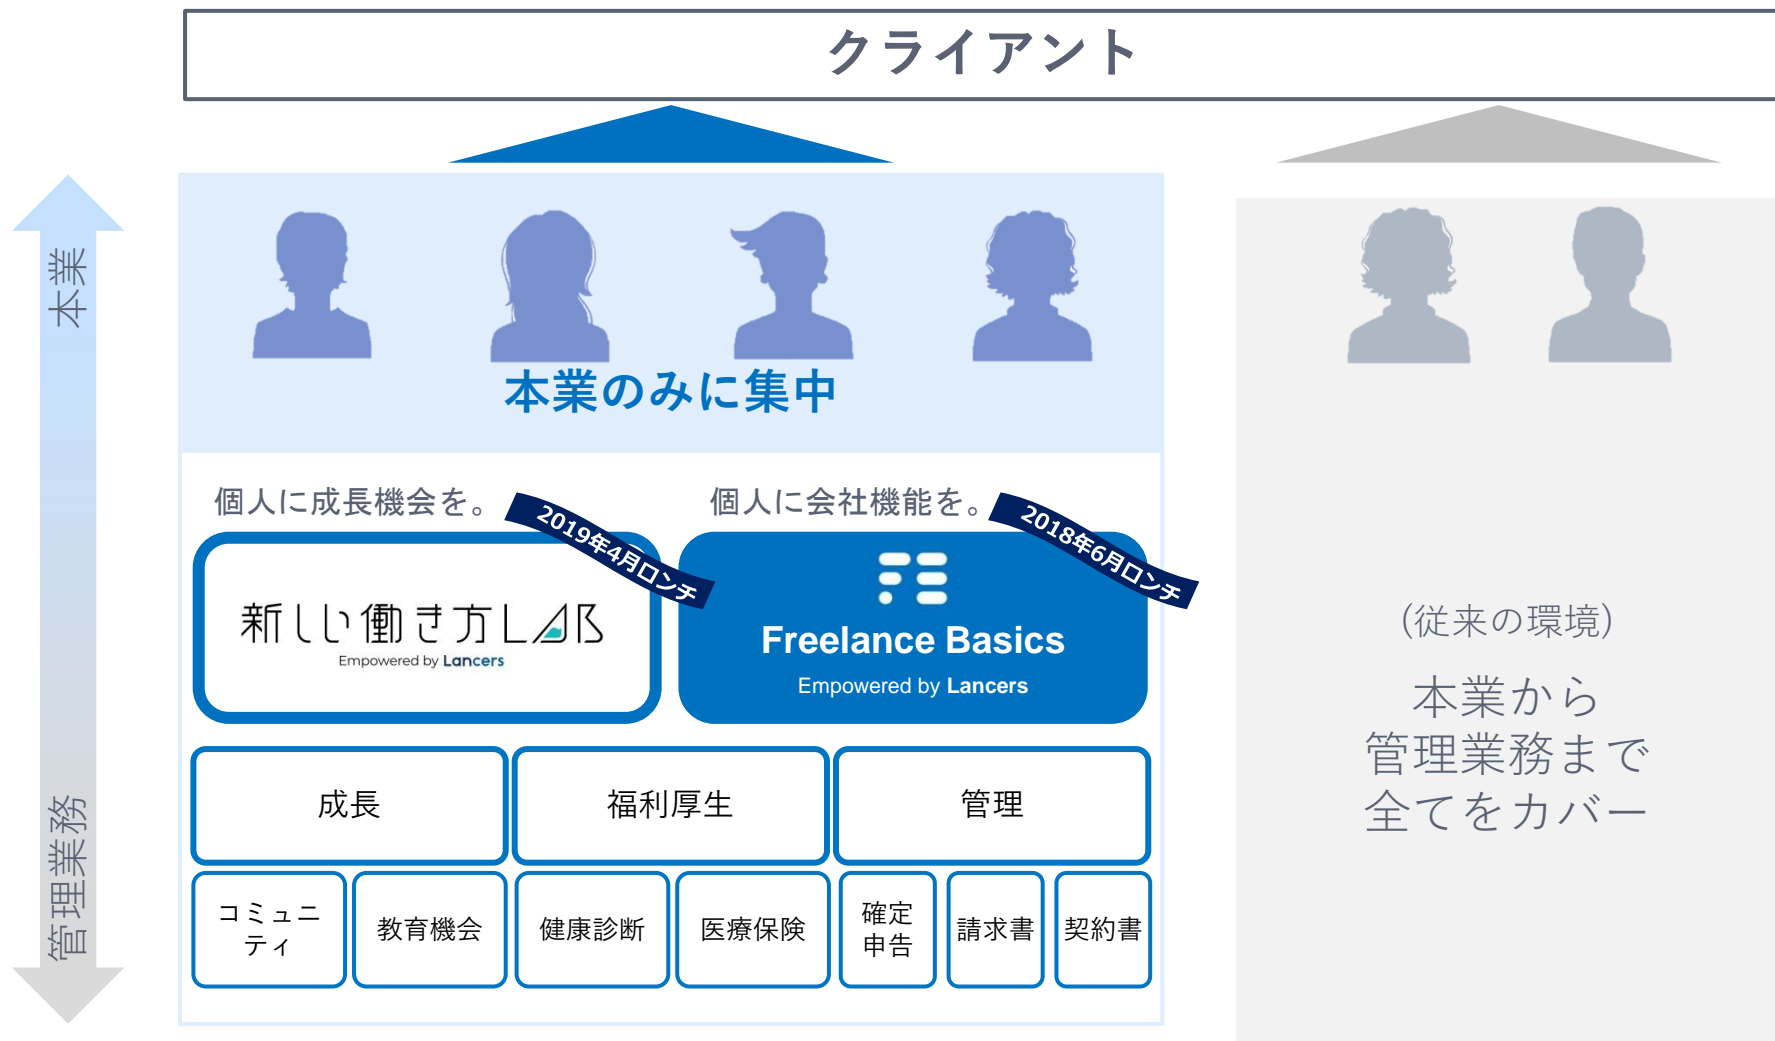 クライアント
本業
管理業務
本業のみに集中
個人に成長機会を。
2019年4月ロンチ
新しい働き方LAB
Empowered by Lancers
個人に会社機能を。
2018年6月ロンチ
Freelance Basics
Empowered by Lancers
成長
福利厚生
管理
コミュニ
ティ
教育機会
健康診断
医療保険
確定
申告
請求書
契約書
(従来の環境)
本業から
管理業務まで
全てをカバー